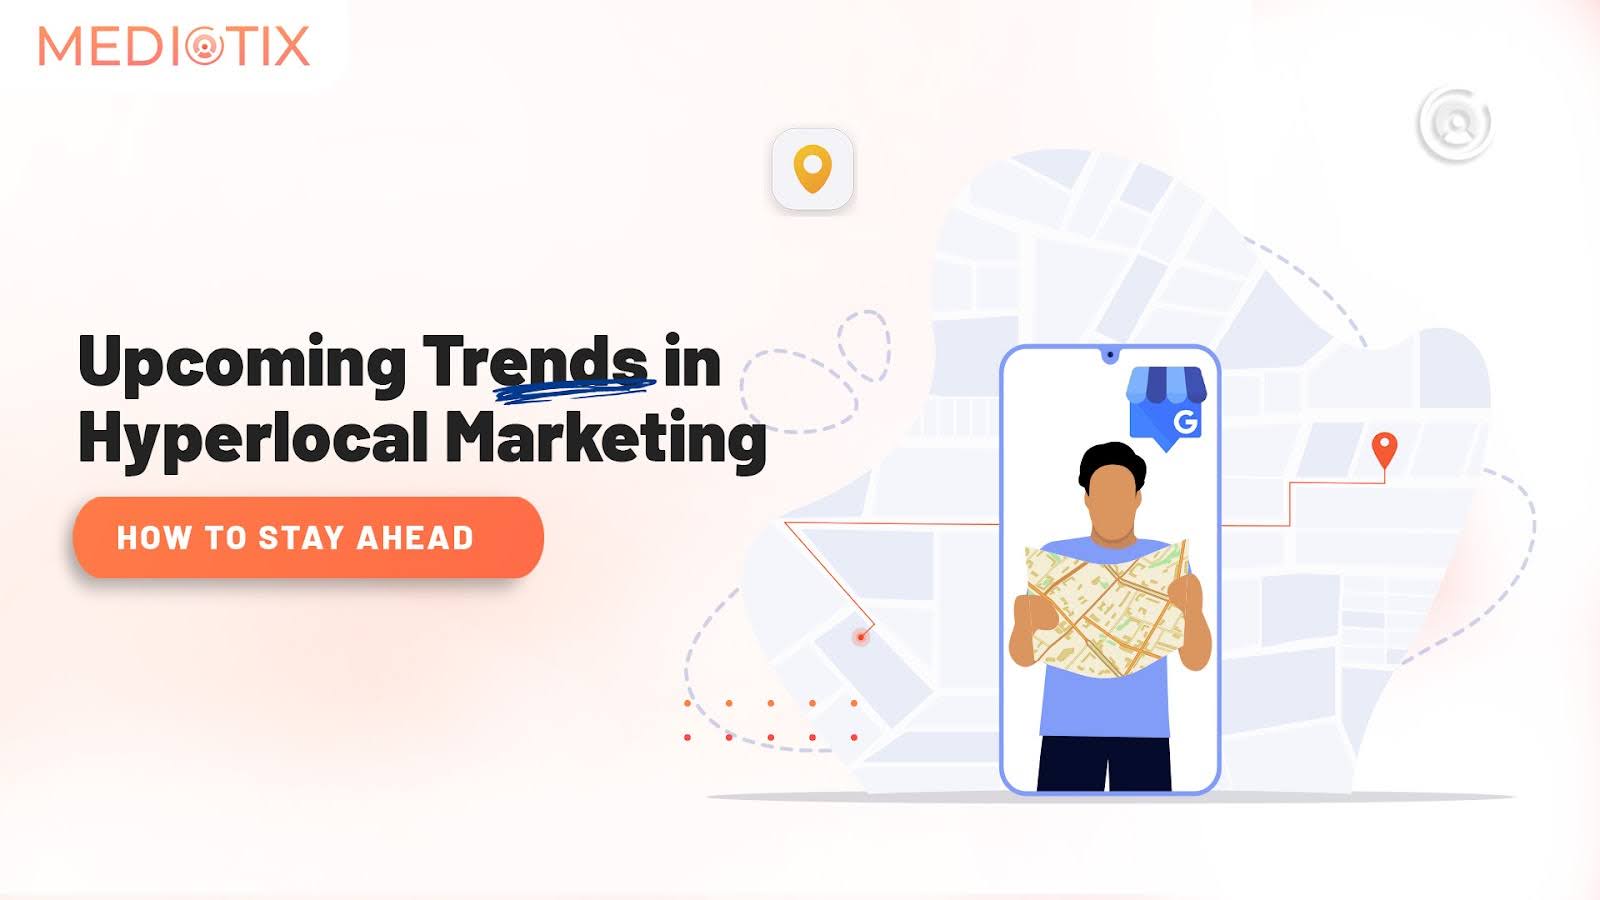 MEDIOTIX
Upcoming Trends in
Hyperlocal Marketing
HOW TO STAY AHEAD
G